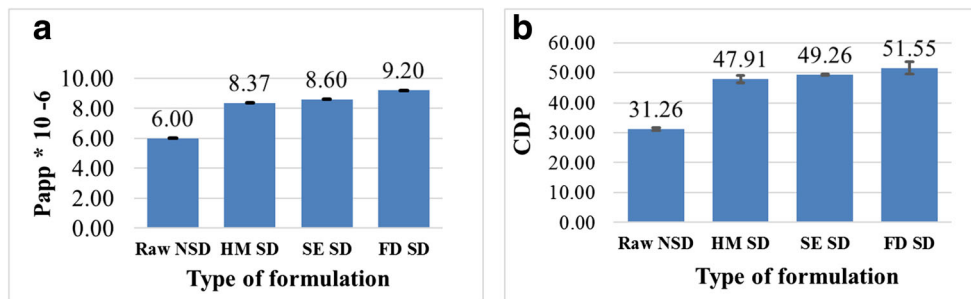 a
Papp * 10 -6
10.00
8.00
6.00
4.00
2.00
0.00
6.00
8.37
8.60
9.20
Raw NSD HM SD SE SD FD SD
Type of formulation
b
CDP
60.00
50.00
40.00
30.00
20.00
10.00
0.00
31.26
47.91
49.26
51.55
Raw NSD HM SD SE SD FD SD
Type of formulation